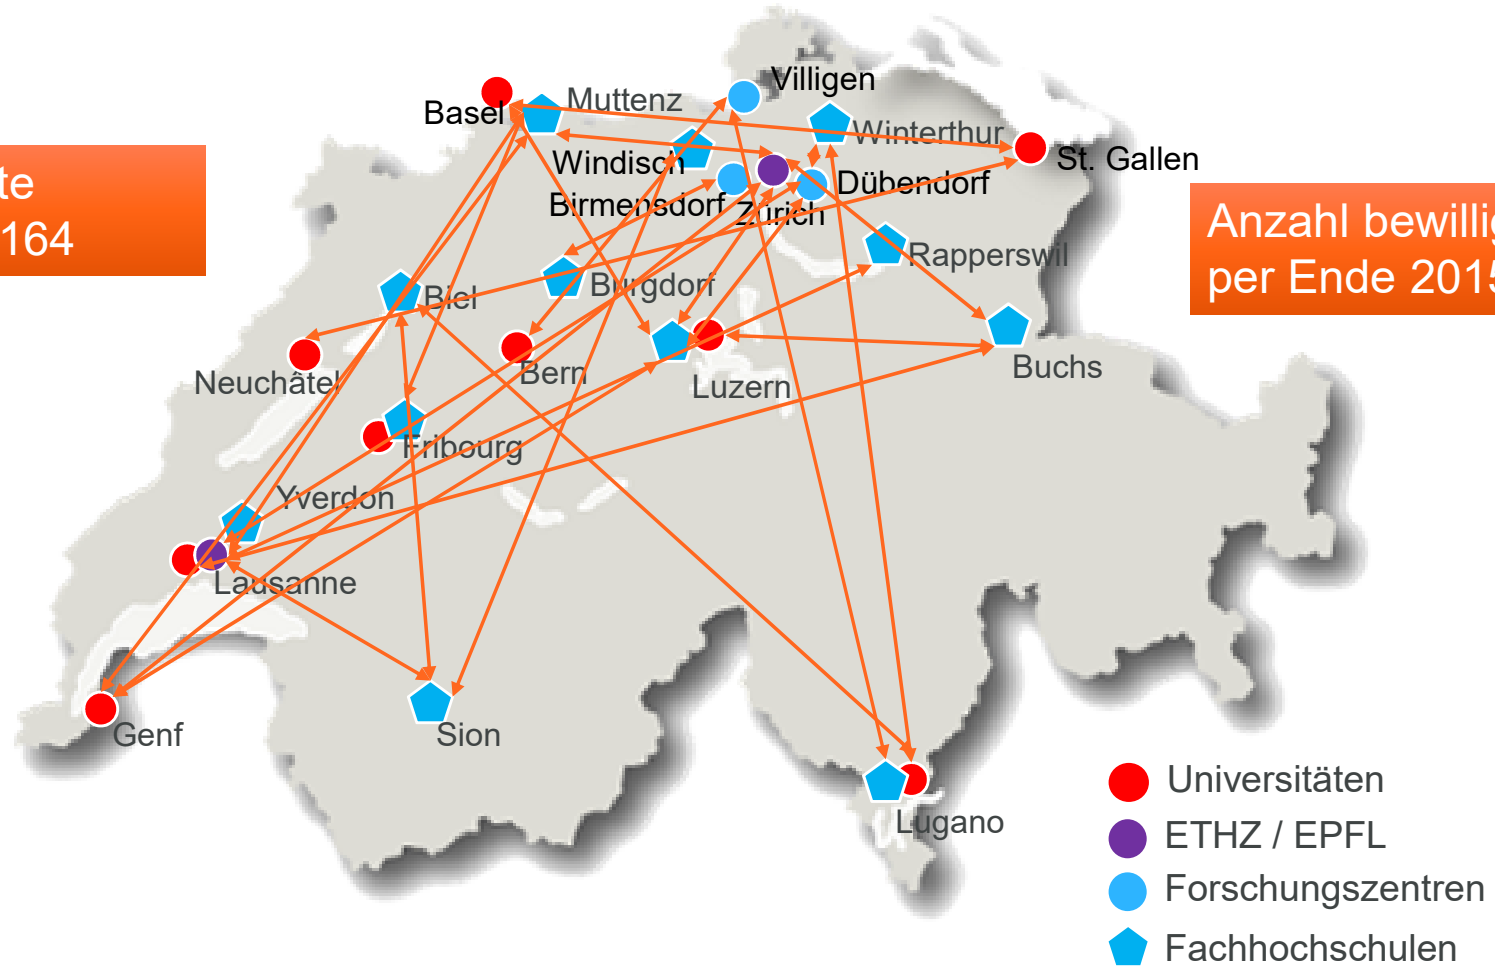 Villigen
Muttenz
Basel
Winterthur
Windisch
St. Gallen
te
164
Dübendorf
Birmensdorf
Zürich
Anzahl bewillig
per Ende 2015
Rapperswil
Burgdorf
Biel
Buchs
Bern
Neuchâtel
Luzern
Fribourg
Yverdon
Lausanne
Genf
Sion
Universitäten
Lugano
ETHZ / EPFL
Forschungszentren
Fachhochschulen